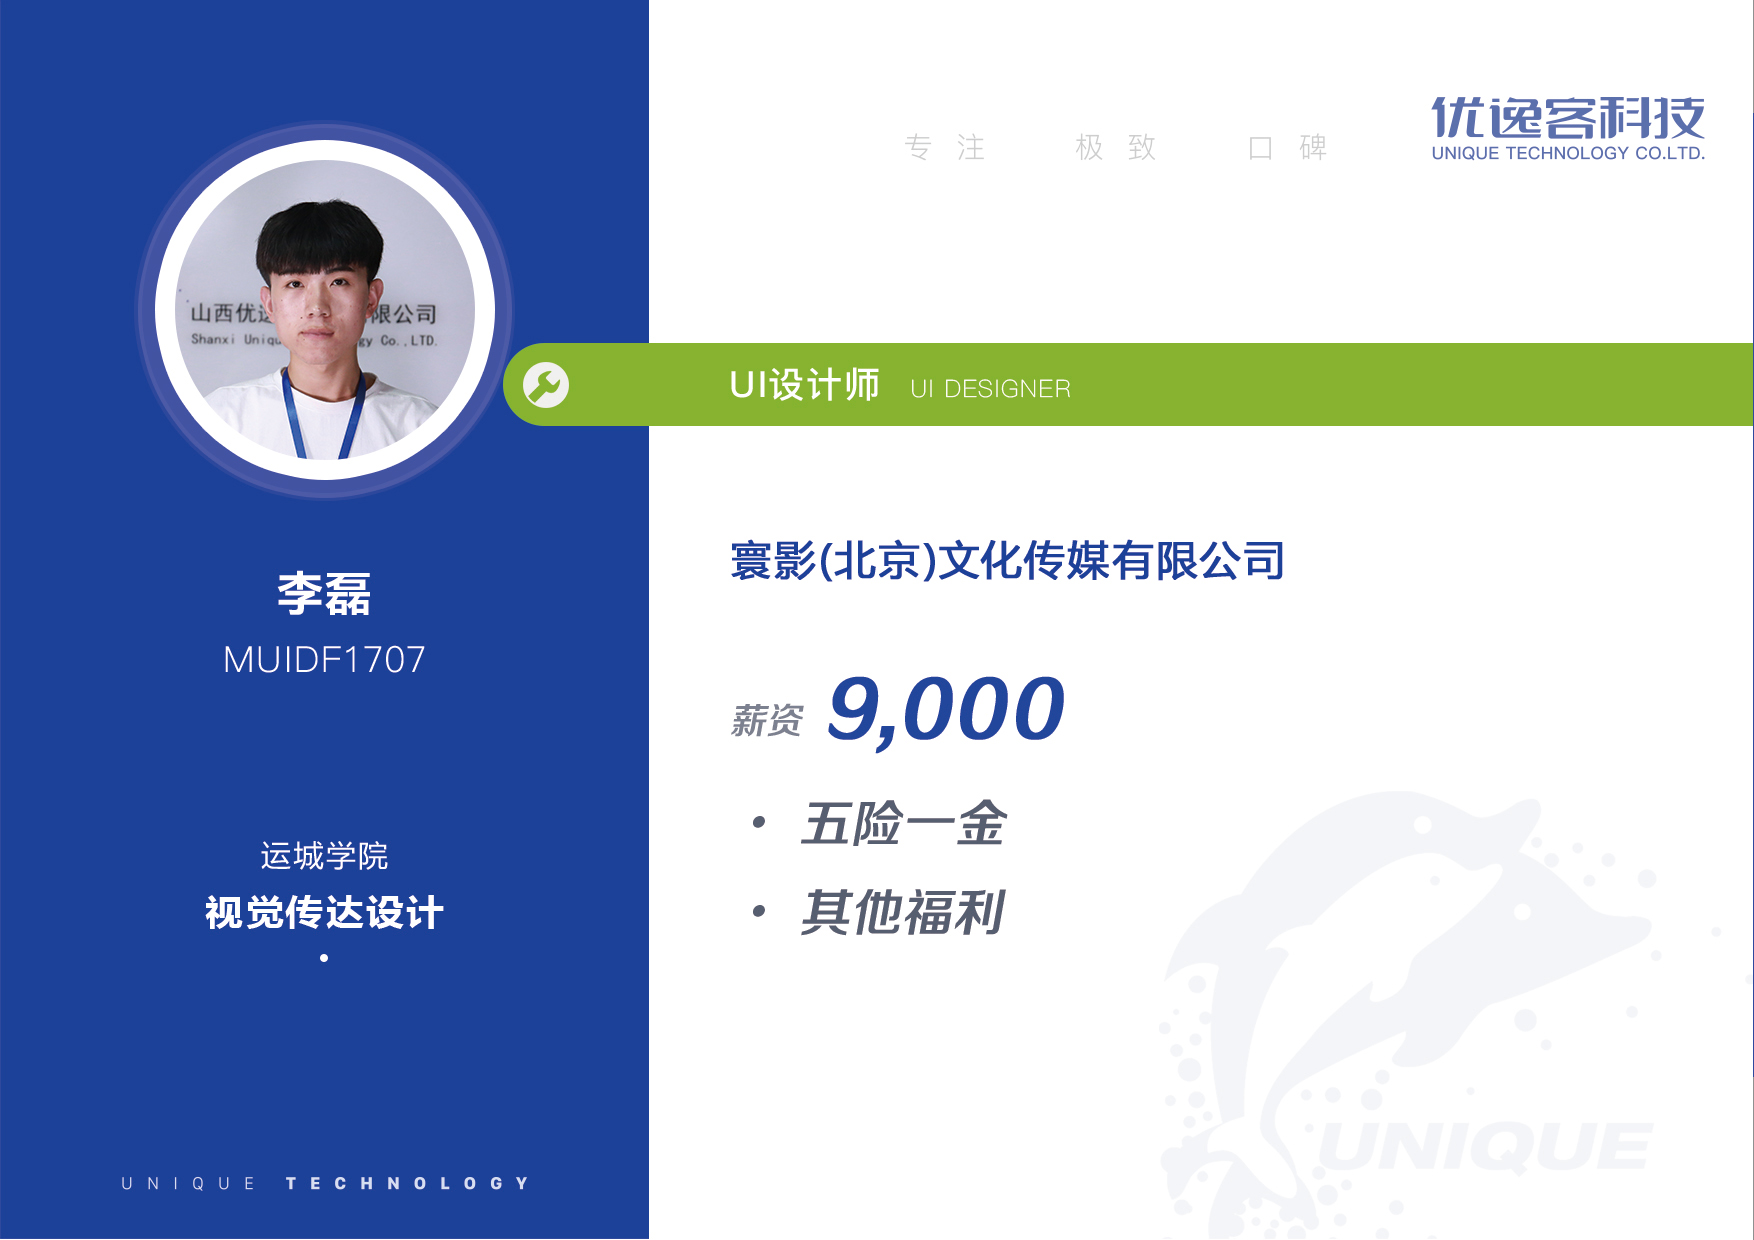 专注 极致 口碑
优逸客科技
UNIQUE TECHNOLOGY CO.LTD.
山西优逸 限公司
Shanxi Uniqu gy Co.,LTD.
UI设计师 UI DESIGNER
李磊
MUIDF1707
运城学院
视觉传达设计
UNIQUE TECHNOLOGY
寰影(北京)文化传媒有限公司
薪资 9,000
• 五险一金
• 其他福利
UNIQUE